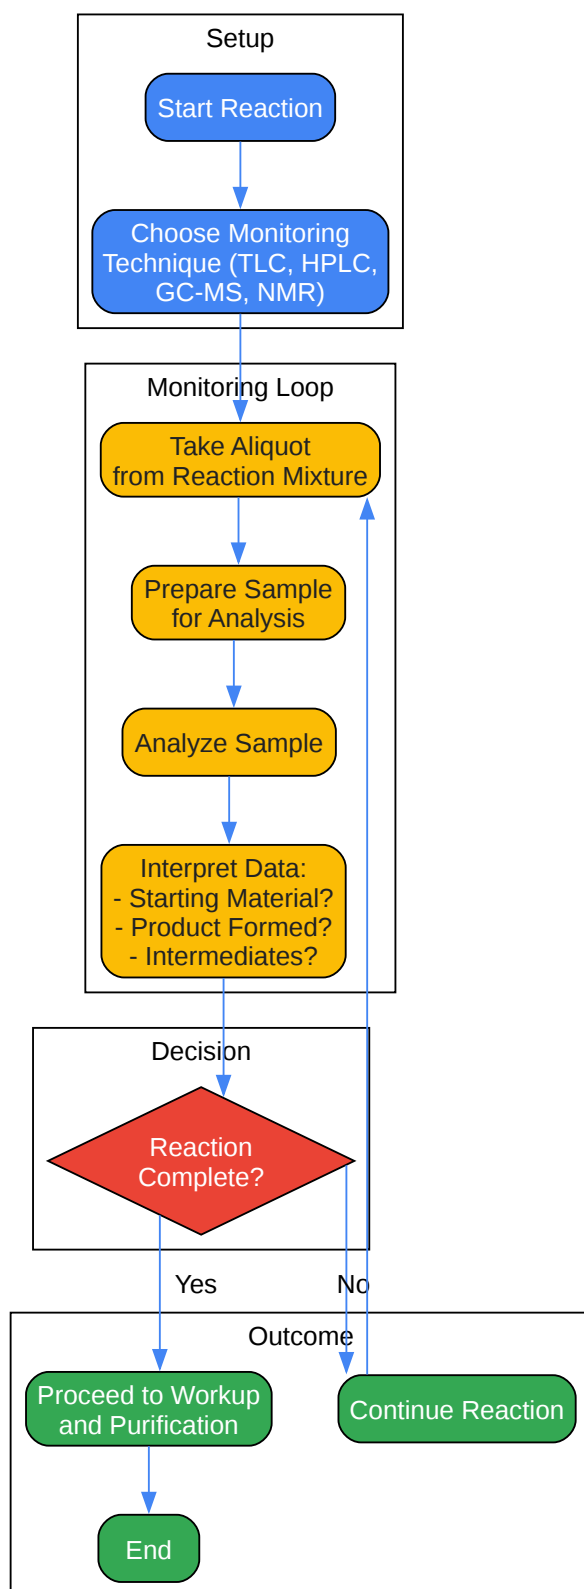 Setup
Start Reaction
Choose Monitoring
Technique (TLC, HPLC,
GC-MS, NMR)
Monitoring Loop
Take Aliquot
from Reaction Mixture
Prepare Sample
for Analysis
Analyze Sample
Interpret Data:
- Starting Material?
- Product Formed?
- Intermediates?
Decision
Reaction
Complete?
Yes
No
Outcome
Proceed to Workup
and Purification
Continue Reaction
End